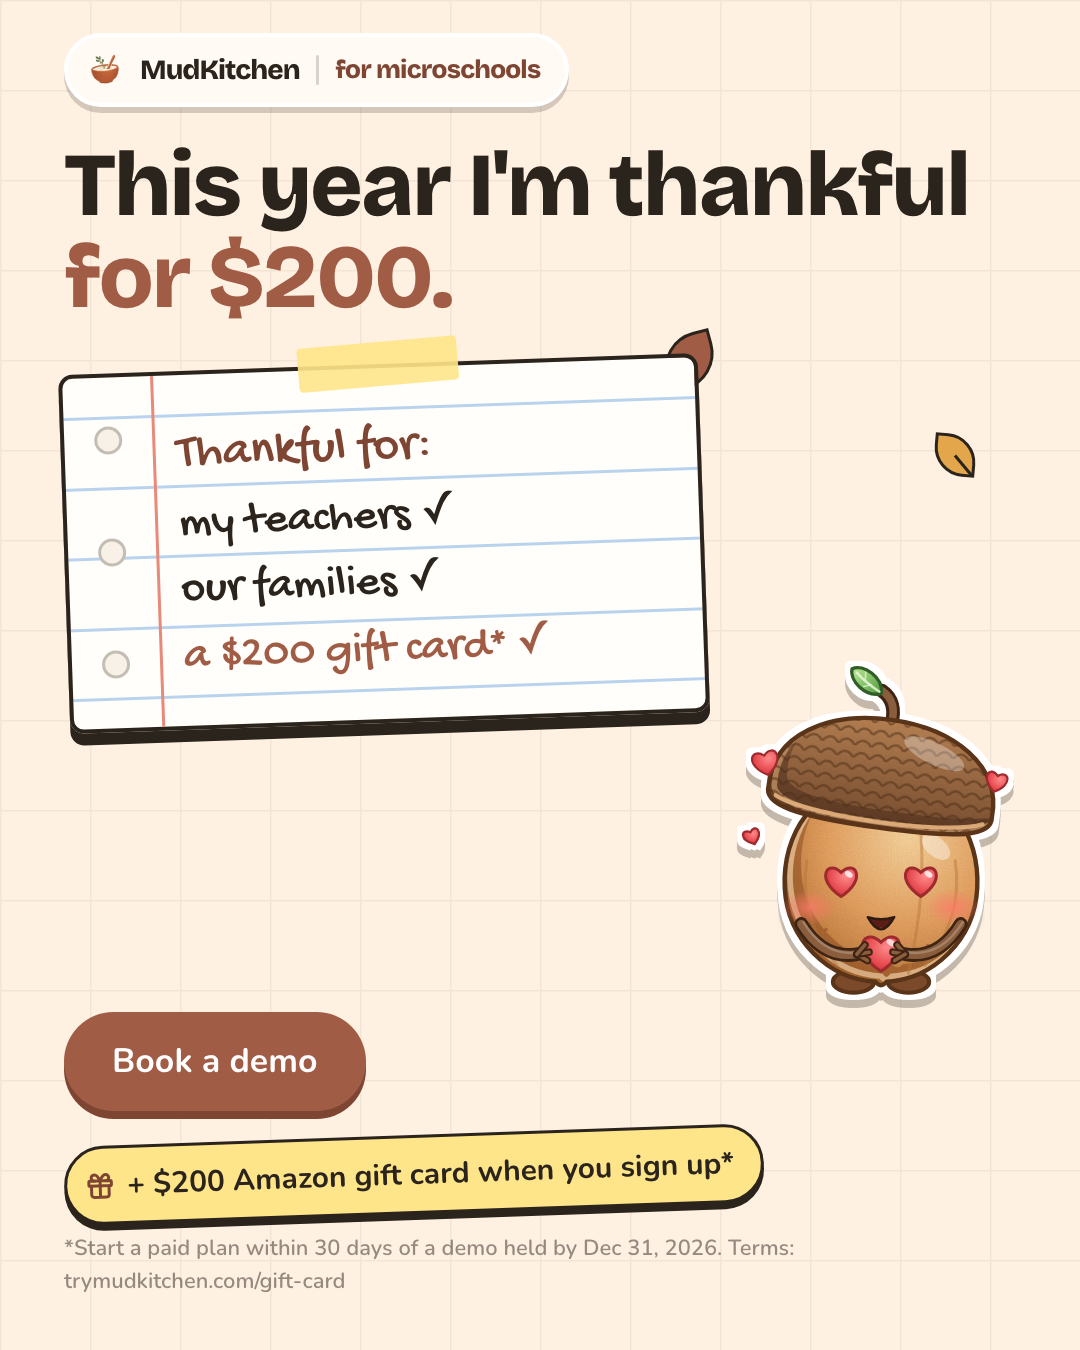 MudKitchen | for microschools
This year I'm thankful
for $200.
Thankful for:
my teachers ✓
our families ✓
a $200 gift card* ✓
Book a demo
+ $200 Amazon gift card when you sign up*
*Start a paid plan within 30 days of a demo held by Dec 31, 2026. Terms:
trymudkitchen.com/gift-card